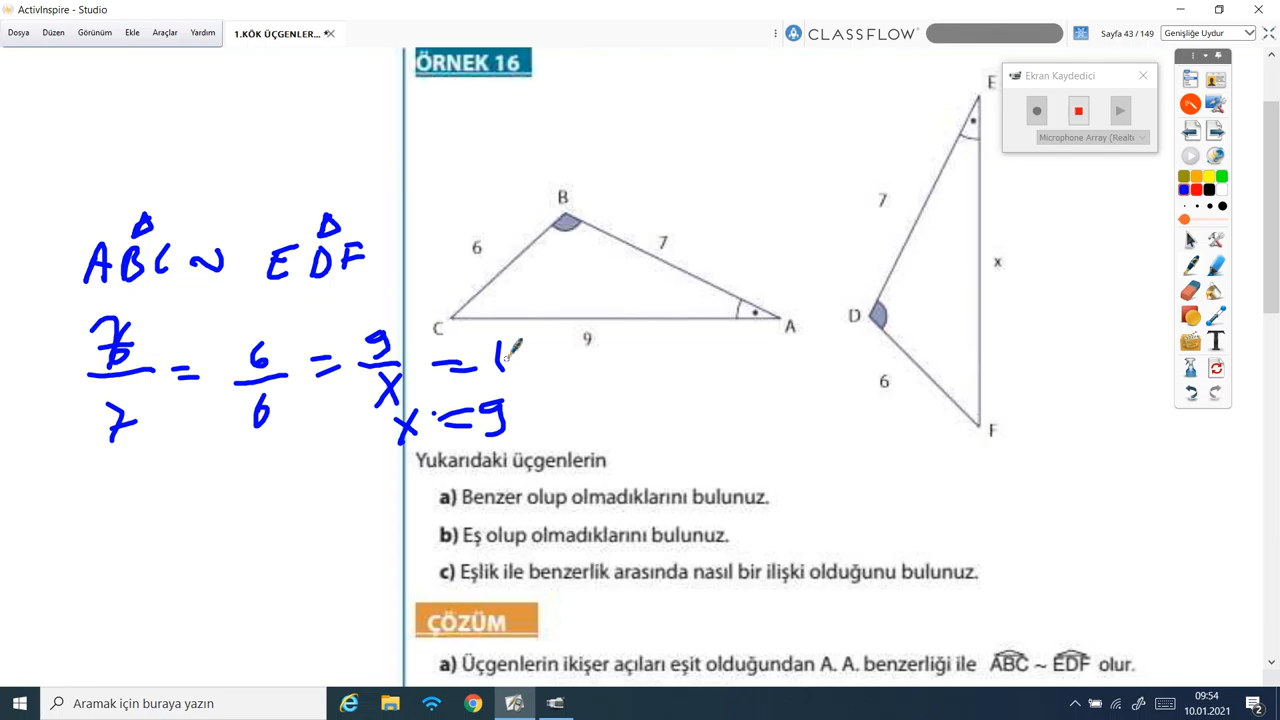 ActivInspire - Studio
Dosya Düzen Görünüm Ekle Araçlar Yardım
1.KÖK ÜÇGENLER...
CLASSFLOW
Sayfa 43 / 149
Genişliğe Uydur
ÖRNEK 16
Ekran Kaydedici
Microphone Array (Realt
B
6
7
C
A
9
E
7
x
D
6
F
ABC ~ EDF
7 = 6 = 9 = 1
7 6 x
x = 9
Yukarıdaki üçgenlerin
a) Benzer olup olmadıklarını bulunuz.
b) Eş olup olmadıklarını bulunuz.
c) Eşlik ile benzerlik arasında nasıl bir ilişki olduğunu bulunuz.
ÇÖZÜM
a) Üçgenlerin ikişer açıları eşit olduğundan A. A. benzerliği ile ABC ~ EDF olur.
Aramak için buraya yazın
09:54
10.01.2021
2